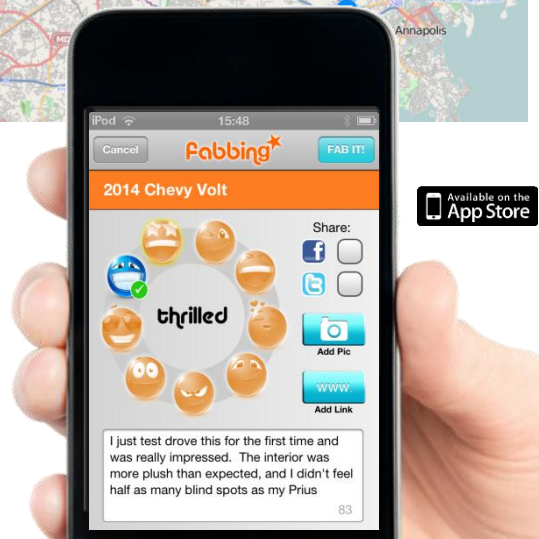 Annapolis
MD
iPod
15:48
Cancel
Fabbing
FAB IT!
2014 Chevy Volt
Share:
thrilled
Add Pic
www.
Add Link
I just test drove this for the first time and
was really impressed.  The interior was
more plush than expected, and I didn't feel
half as many blind spots as my Prius
83
Available on the
App Store